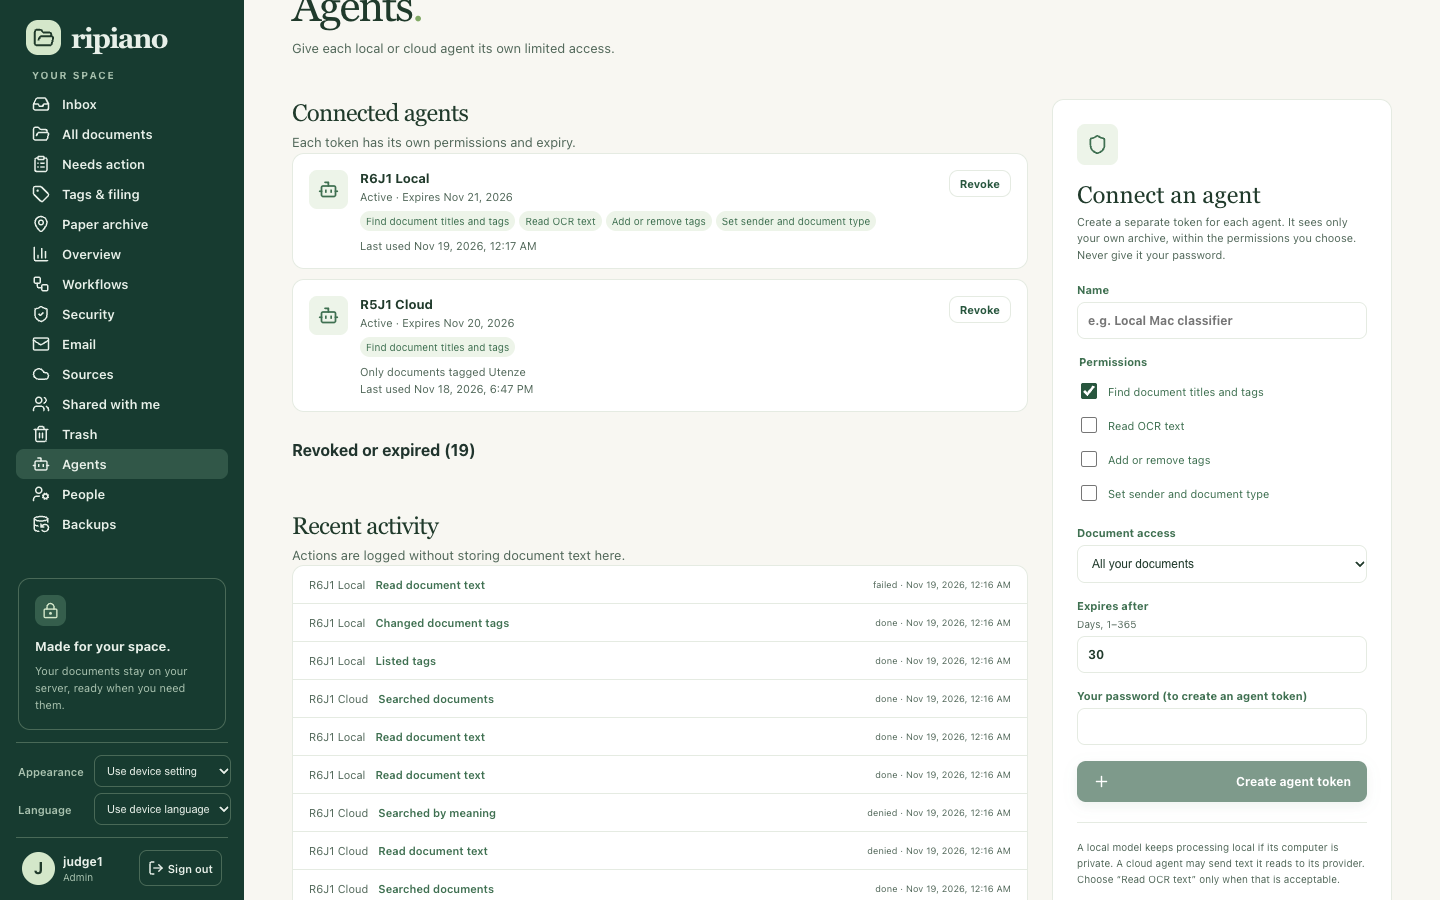 ripiano
YOUR SPACE
Inbox
All documents
Needs action
Tags & filing
Paper archive
Overview
Workflows
Security
Email
Sources
Shared with me
Trash
Agents
People
Backups
Made for your space.
Your documents stay on your
server, ready when you need
them.
Appearance
Use device setting
Language
Use device language
J
judge1
Admin
Sign out
Agents.
Give each local or cloud agent its own limited access.
Connected agents
Each token has its own permissions and expiry.
R6J1 Local
Active · Expires Nov 21, 2026
Find document titles and tags
Read OCR text
Add or remove tags
Set sender and document type
Last used Nov 19, 2026, 12:17 AM
Revoke
R5J1 Cloud
Active · Expires Nov 20, 2026
Find document titles and tags
Only documents tagged Utenze
Last used Nov 18, 2026, 6:47 PM
Revoke
Revoked or expired (19)
Recent activity
Actions are logged without storing document text here.
R6J1 Local Read document text failed · Nov 19, 2026, 12:16 AM
R6J1 Local Changed document tags done · Nov 19, 2026, 12:16 AM
R6J1 Local Listed tags done · Nov 19, 2026, 12:16 AM
R6J1 Cloud Searched documents done · Nov 19, 2026, 12:16 AM
R6J1 Local Read document text done · Nov 19, 2026, 12:16 AM
R6J1 Local Read document text done · Nov 19, 2026, 12:16 AM
R6J1 Cloud Searched by meaning denied · Nov 19, 2026, 12:16 AM
R6J1 Cloud Read document text denied · Nov 19, 2026, 12:16 AM
R6J1 Cloud Searched documents done · Nov 19, 2026, 12:16 AM
Connect an agent
Create a separate token for each agent. It sees only
your own archive, within the permissions you choose.
Never give it your password.
Name
e.g. Local Mac classifier
Permissions
Find document titles and tags
Read OCR text
Add or remove tags
Set sender and document type
Document access
All your documents
Expires after
Days, 1–365
30
Your password (to create an agent token)
Create agent token
A local model keeps processing local if its computer is
private. A cloud agent may send text it reads to its provider.
Choose “Read OCR text” only when that is acceptable.